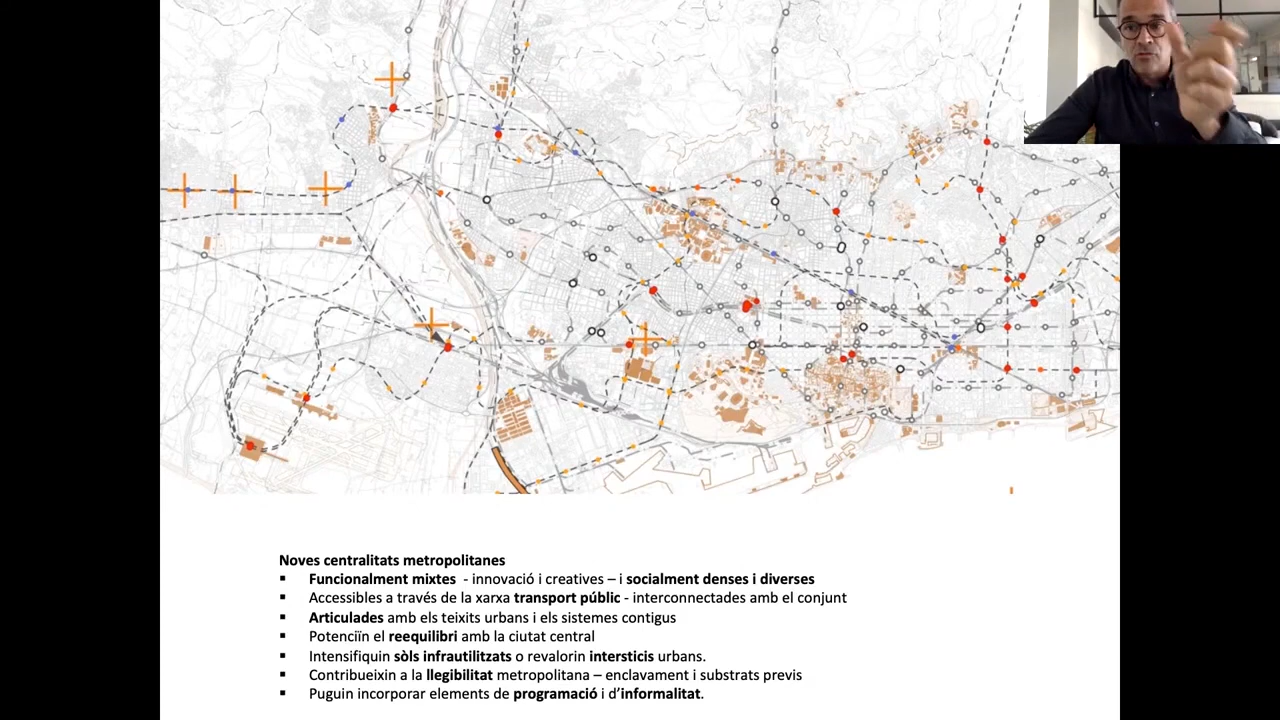 Noves centralitats metropolitanes
▪ Funcionalment mixtes - innovació i creatives – i socialment denses i diverses
▪ Accessibles a través de la xarxa transport públic - interconnectades amb el conjunt
▪ Articulades amb els teixits urbans i els sistemes contigus
▪ Potenciïn el reequilibri amb la ciutat central
▪ Intensifiquin sòls infrautilitzats o revalorin intersticis urbans.
▪ Contribueixin a la llegibilitat metropolitana – enclavament i substrats previs
▪ Puguin incorporar elements de programació i d’informalitat.